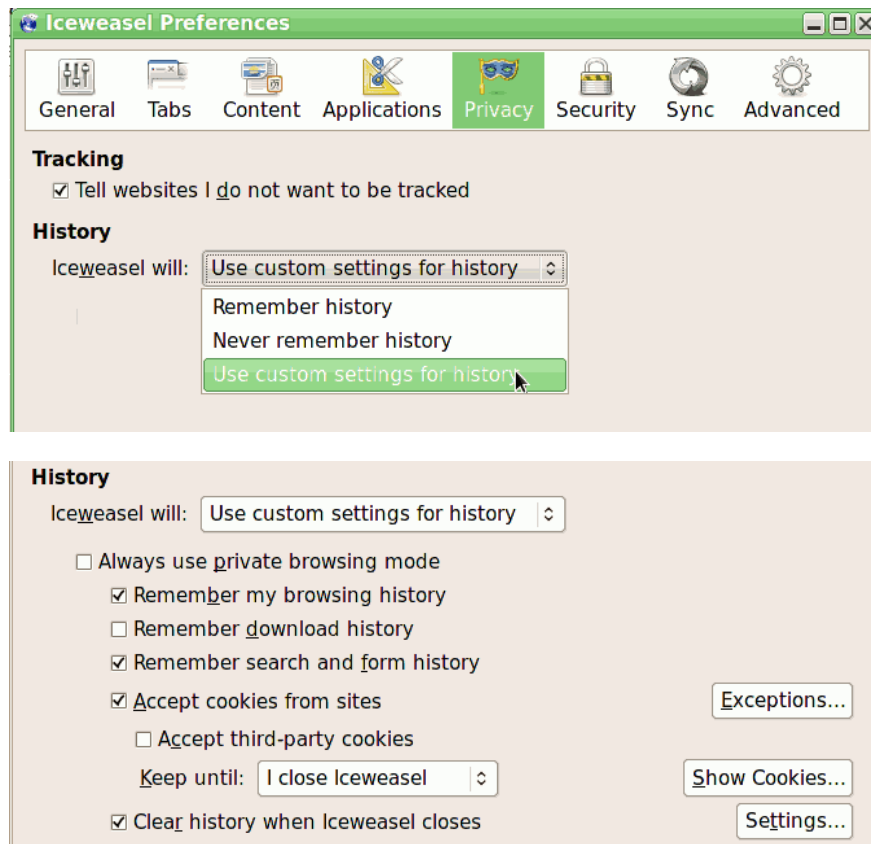 Iceweasel Preferences
General Tabs Content Applications Privacy Security Sync Advanced
Tracking
Tell websites I do not want to be tracked
History
Iceweasel will: Use custom settings for history
Remember history
Never remember history
Use custom settings for history
History
Iceweasel will: Use custom settings for history
Always use private browsing mode
Remember my browsing history
Remember download history
Remember search and form history
Accept cookies from sites Exceptions...
Accept third-party cookies
Keep until: I close Iceweasel Show Cookies...
Clear history when Iceweasel closes Settings...